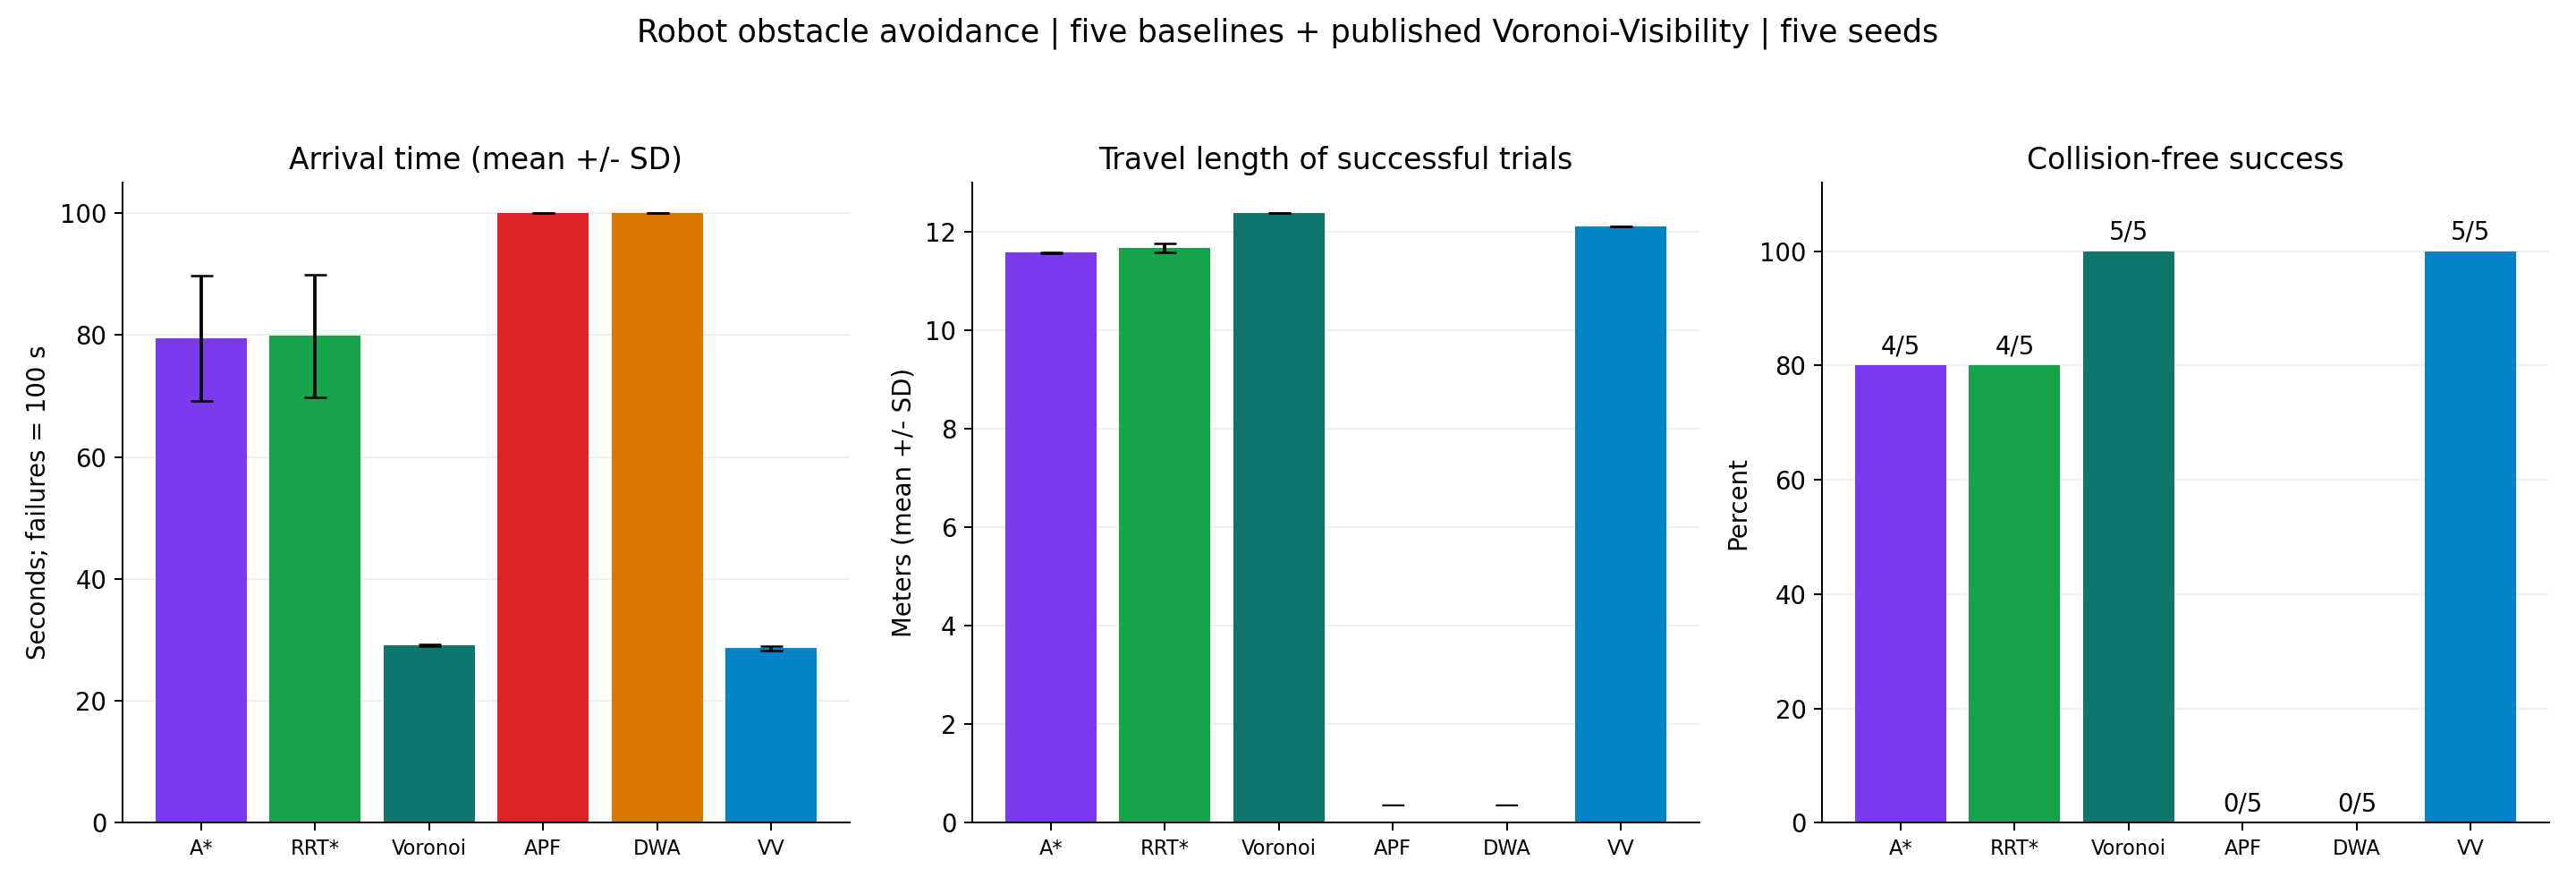 Robot obstacle avoidance | five baselines + published Voronoi-Visibility | five seeds
Arrival time (mean +/- SD)
Seconds; failures = 100 s
100
80
60
40
20
0
A* RRT* Voronoi APF DWA VV
Travel length of successful trials
Meters (mean +/- SD)
12
10
8
6
4
2
0
— —
A* RRT* Voronoi APF DWA VV
Collision-free success
Percent
100
80
60
40
20
0
4/5 4/5 5/5 0/5 0/5 5/5
A* RRT* Voronoi APF DWA VV